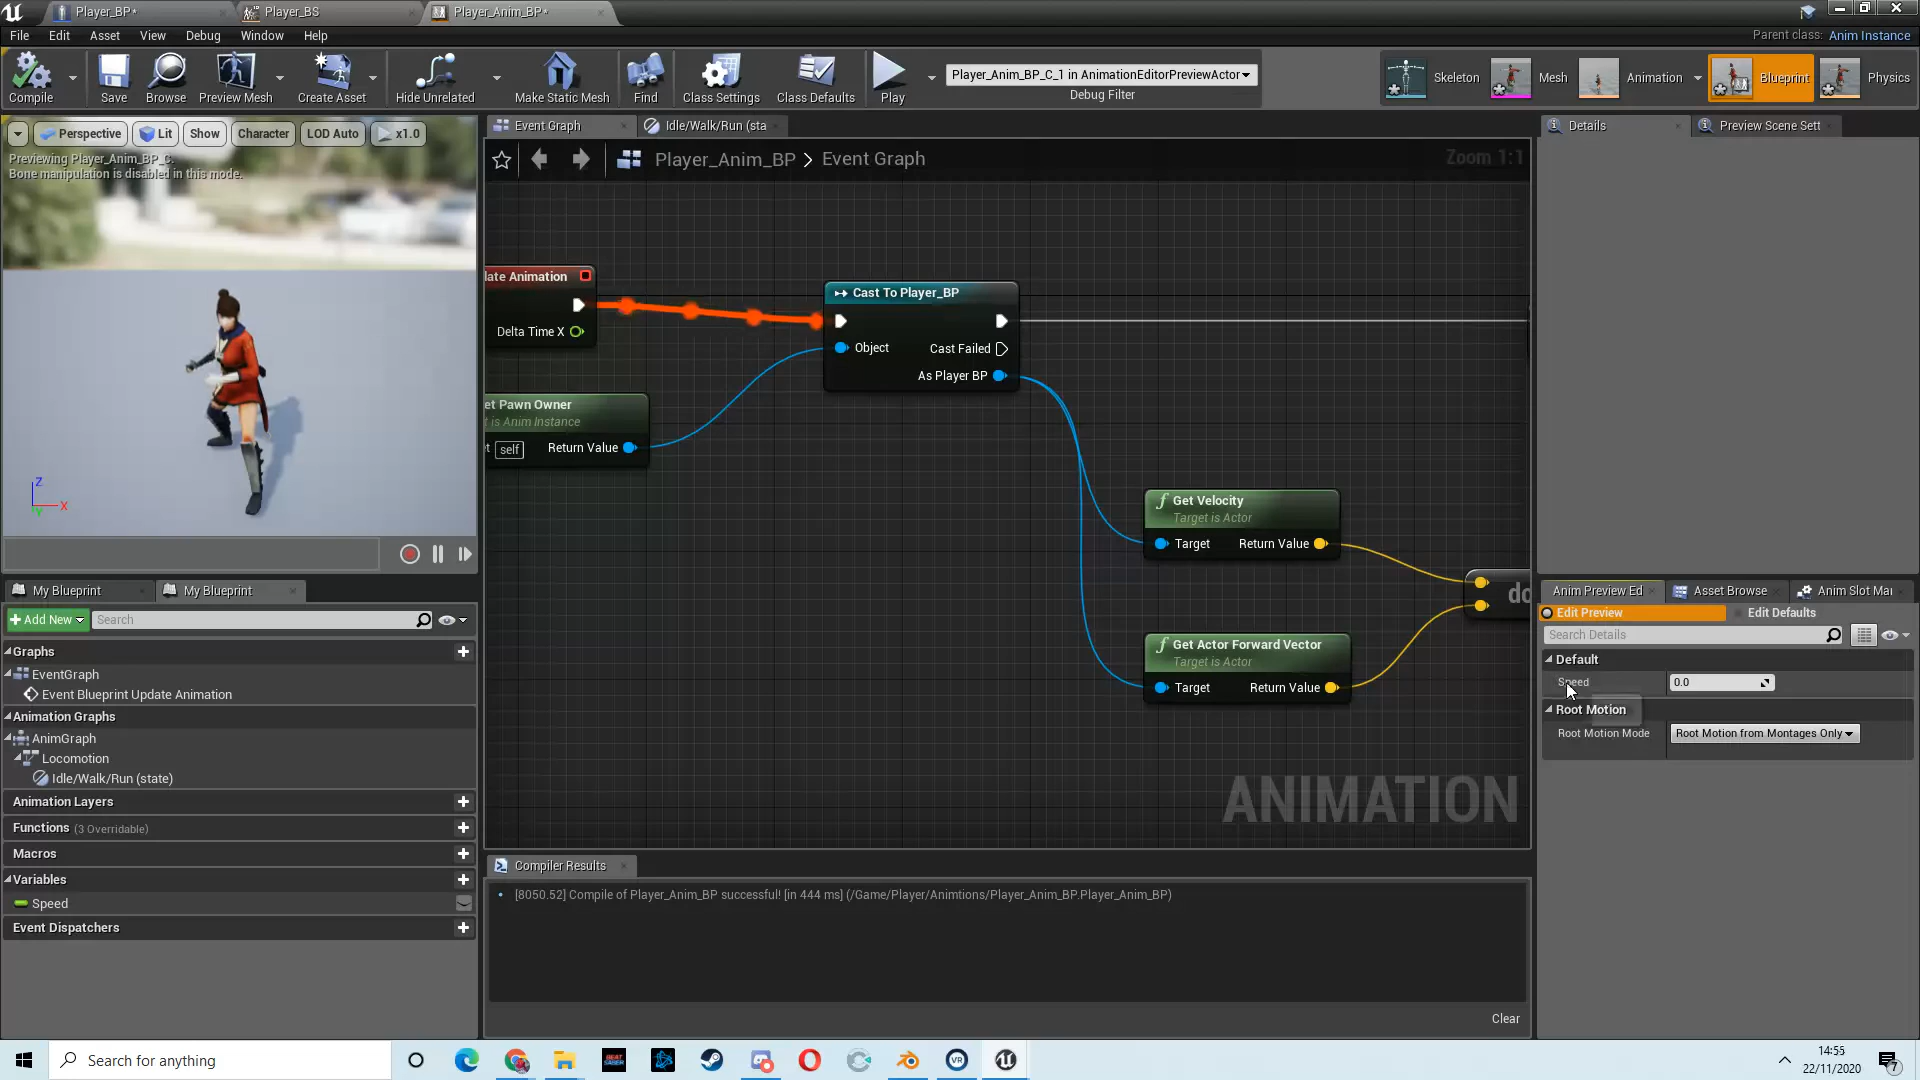 Player_BP*
Player_BS
Player_Anim_BP*
File Edit Asset View Debug Window Help
Parent class: Anim Instance
Compile
Save
Browse
Preview Mesh
Create Asset
Hide Unrelated
Make Static Mesh
Find
Class Settings
Class Defaults
Play
Player_Anim_BP_C_1 in AnimationEditorPreviewActor
Debug Filter
Skeleton
Mesh
Animation
Blueprint
Physics
Perspective
Lit
Show
Character
LOD Auto
x1.0
Previewing Player_Anim_BP_C.
Bone manipulation is disabled in this mode.
Z
X
Y
Event Graph
Idle/Walk/Run (sta
Player_Anim_BP > Event Graph
Zoom 1:1
late Animation
Delta Time X
et Pawn Owner
t is Anim Instance
t self Return Value
Cast To Player_BP
Object
Cast Failed
As Player BP
Get Velocity
Target is Actor
Target Return Value
Get Actor Forward Vector
Target is Actor
Target Return Value
do
ANIMATION
Compiler Results
[8050.52] Compile of Player_Anim_BP successful! [in 444 ms] (/Game/Player/Animtions/Player_Anim_BP.Player_Anim_BP)
Clear
My Blueprint
My Blueprint
Add New
Search
Graphs
EventGraph
Event Blueprint Update Animation
Animation Graphs
AnimGraph
Locomotion
Idle/Walk/Run (state)
Animation Layers
Functions (3 Overridable)
Macros
Variables
Speed
Event Dispatchers
Details
Preview Scene Sett
Anim Preview Ed
Asset Browse
Anim Slot Mar
Edit Preview
Edit Defaults
Search Details
Default
Speed 0.0
Root Motion
Root Motion Mode Root Motion from Montages Only
Search for anything
BEAT SABER
VR
14:55
22/11/2020
7